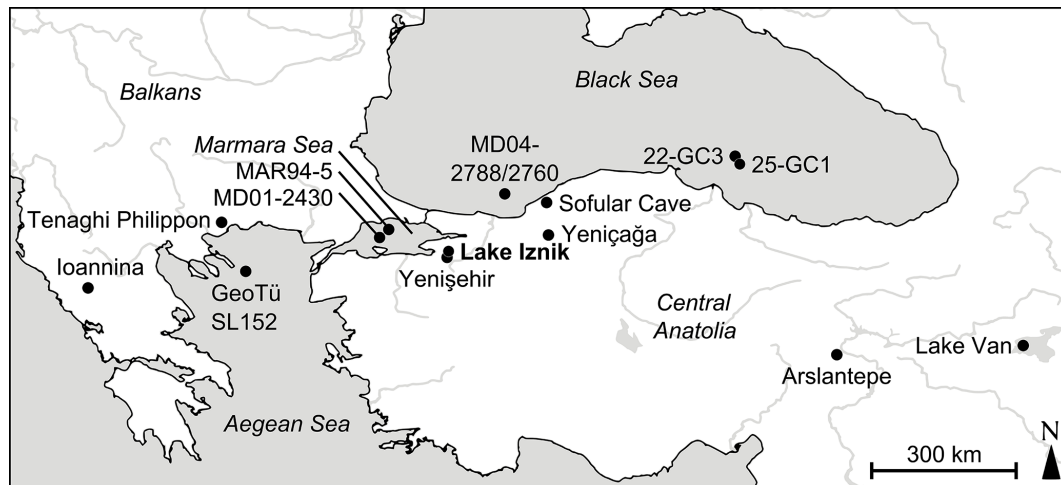 Black Sea
Balkans
Marmara Sea
MAR94-5
MD01-2430
MD04-
2788/2760
22-GC3
25-GC1
Tenaghi Philippon
Sofular Cave
Yeniçağa
Lake Iznik
Yenişehir
Ioannina
GeoTü
SL152
Central
Anatolia
Lake Van
Arslantepe
Aegean Sea
N
300 km